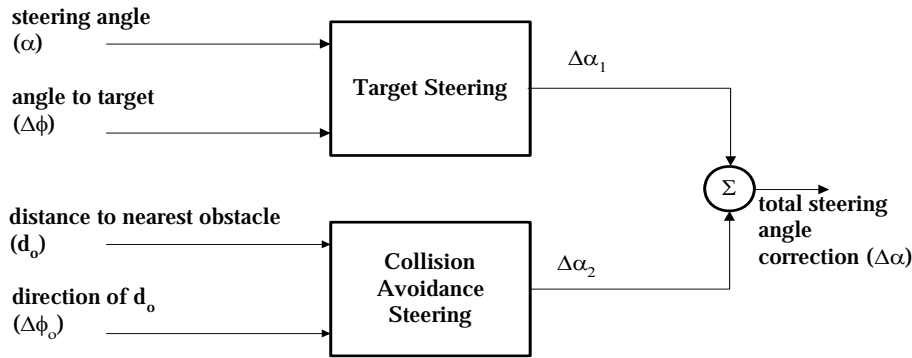 steering angle
(α)
Target Steering
Δα₁
angle to target
(Δϕ)
Σ
total steering
angle
correction (Δα)
distance to nearest obstacle
(dₒ)
Collision
Avoidance
Steering
Δα₂
direction of dₒ
(Δϕₒ)